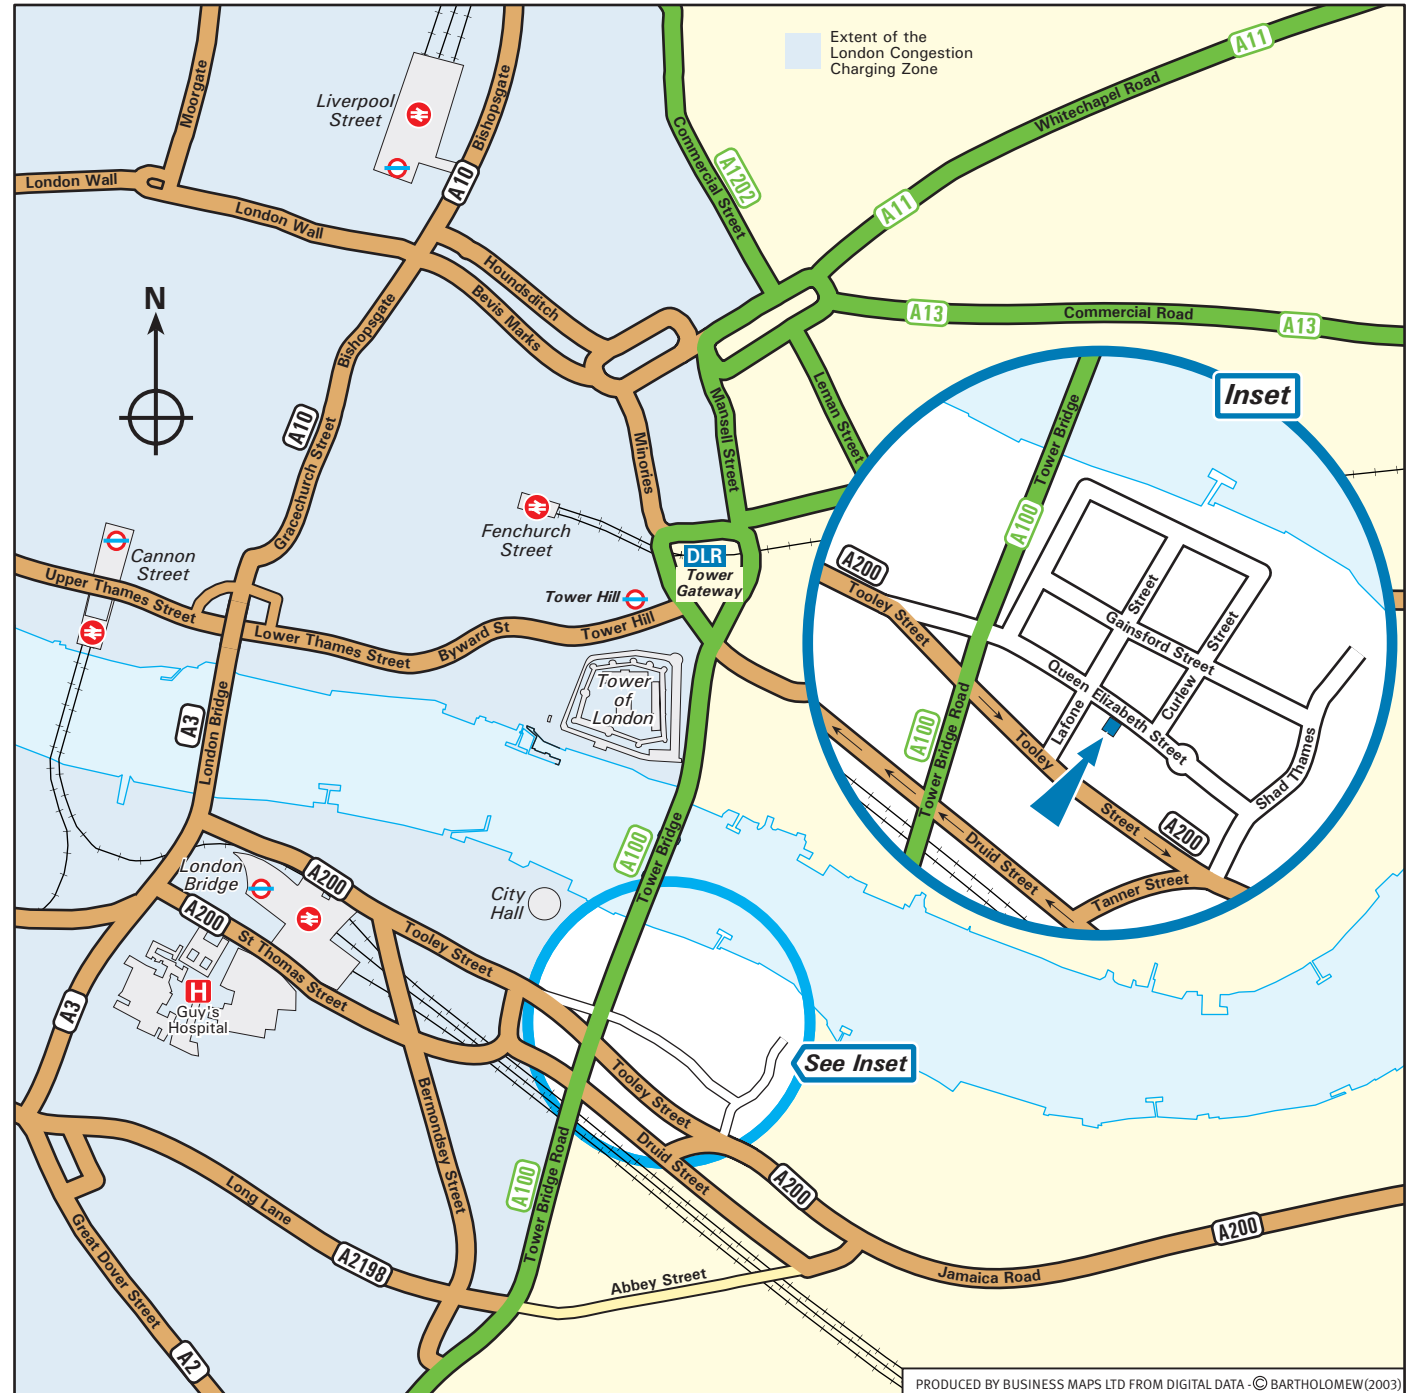 Extent of the
London Congestion
Charging Zone
A11
Whitechapel Road
A11
Moorgate
Liverpool
Street
Bishopsgate
A10
Commercial Street
A1202
London Wall
London Wall
Houndsditch
Bevis Marks
Bishopsgate
A13
Commercial Road
A13
N
Inset
Leman Street
Mansell Street
Minories
A10
Gracechurch Street
Fenchurch
Street
Cannon
Street
DLR
Tower
Gateway
Tower Hill
Upper Thames Street
Lower Thames Street
Byward St
Tower Hill
Tower
of
London
A3
London Bridge
Tower Bridge
A100
A200
Tooley Street
Street
Gainsford Street
Street
Queen Elizabeth Street
Curlew
Lafone
A100
Tower Bridge Road
Tooley
Street
Shad Thames
A200
Druid Street
Tanner Street
A100
Tower Bridge
London
Bridge
A200
A200
City
Hall
Tooley Street
St Thomas Street
H
Guy's
Hospital
A3
See Inset
Tooley Street
Druid Street
Bermondsey Street
A100
Tower Bridge Road
A200
A200
Long Lane
A2198
Great Dover Street
Abbey Street
Jamaica Road
A2
PRODUCED BY BUSINESS MAPS LTD FROM DIGITAL DATA - © BARTHOLOMEW(2003)